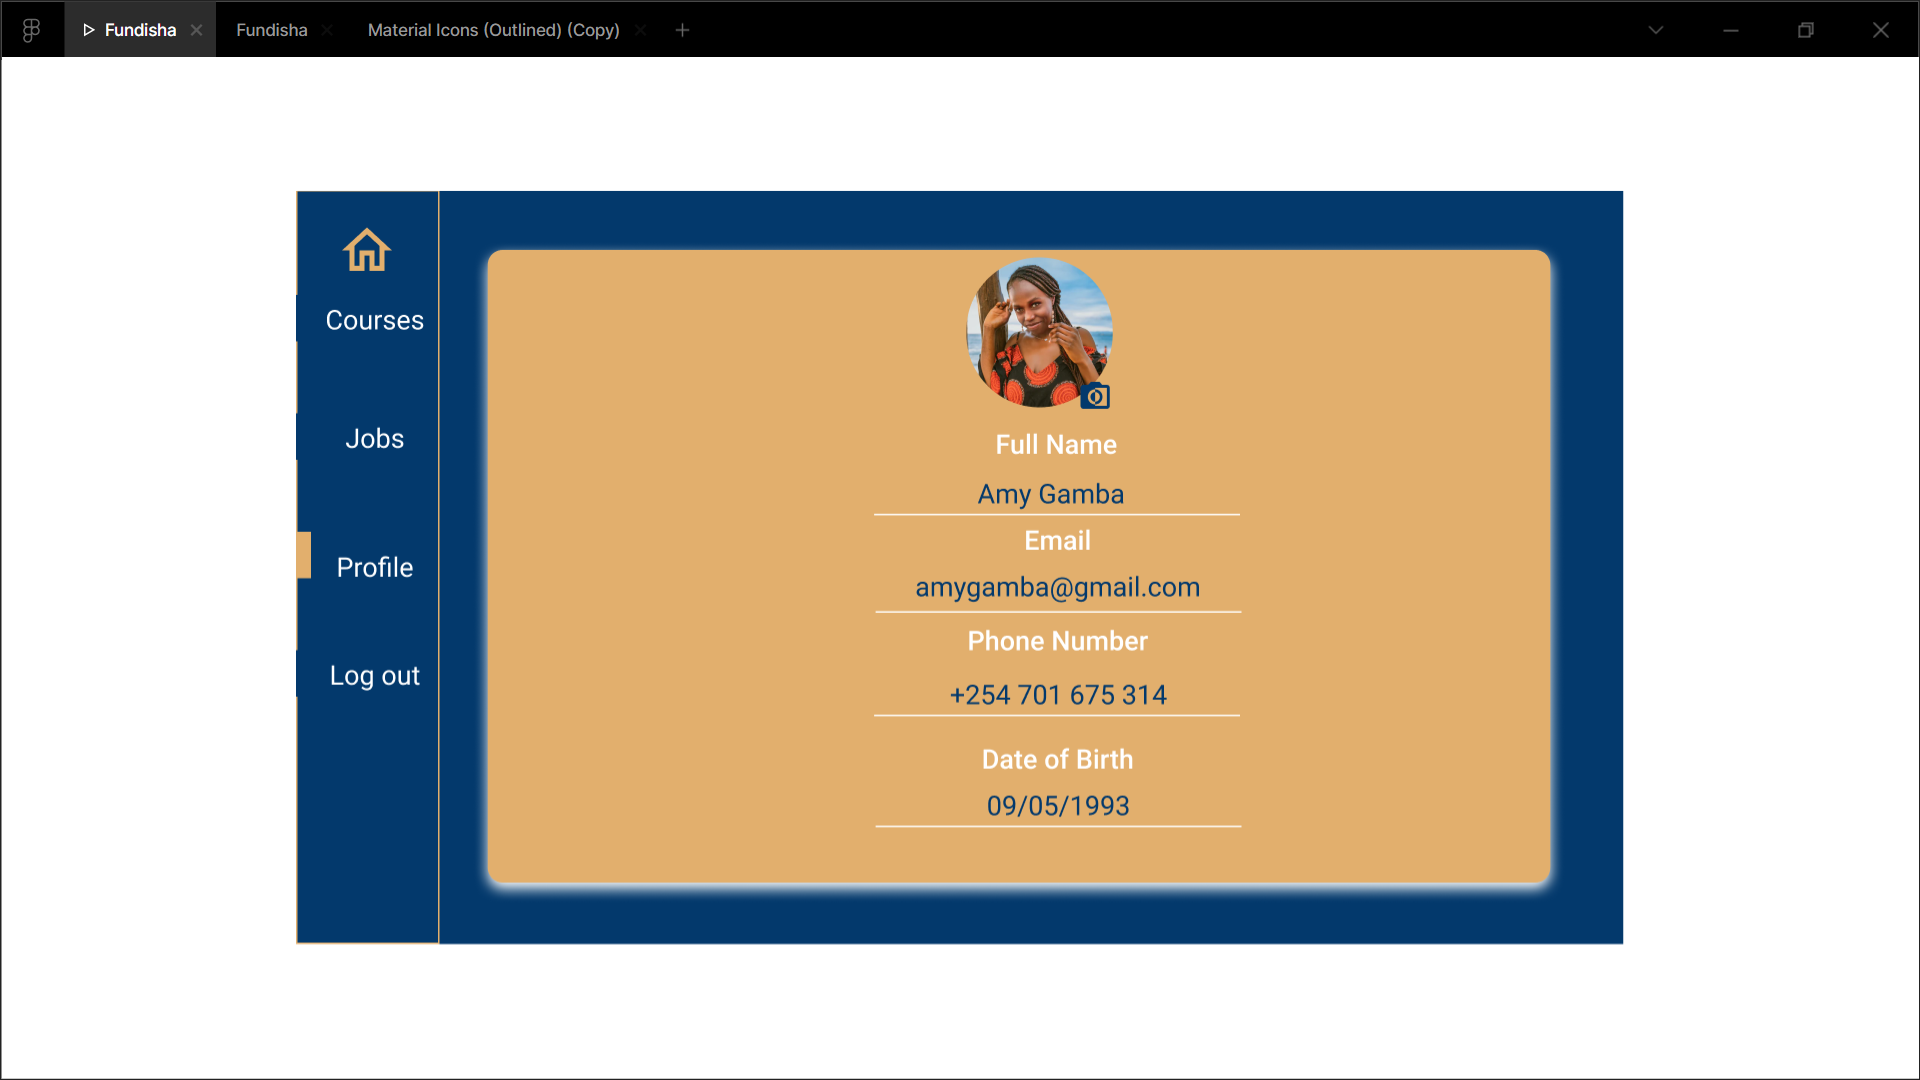 Fundisha
Fundisha
Material Icons (Outlined) (Copy)
Courses
Jobs
Profile
Log out
Full Name
Amy Gamba
Email
amygamba@gmail.com
Phone Number
+254 701 675 314
Date of Birth
09/05/1993